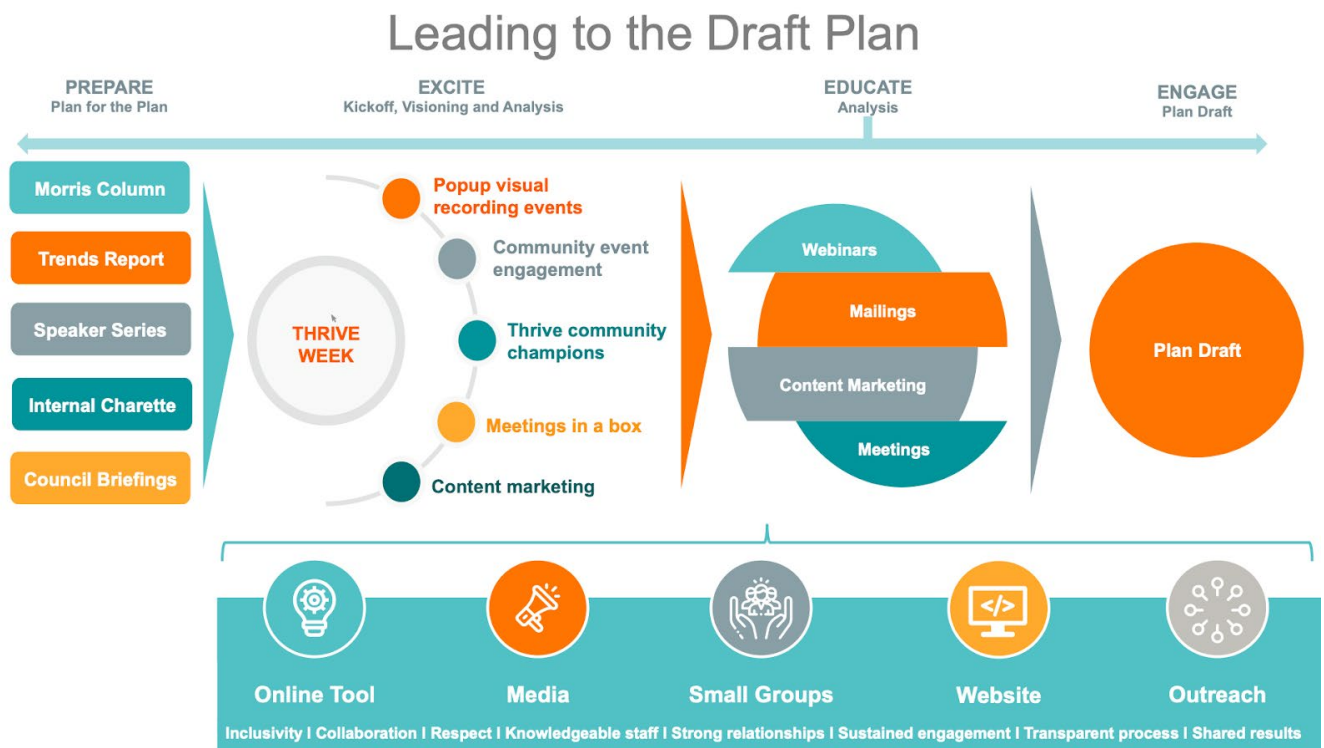 Leading to the Draft Plan
PREPARE
Plan for the Plan
EXCITE
Kickoff, Visioning and Analysis
EDUCATE
Analysis
ENGAGE
Plan Draft
Morris Column
Trends Report
Speaker Series
Internal Charette
Council Briefings
THRIVE
WEEK
Popup visual
recording events
Community event
engagement
Thrive community
champions
Meetings in a box
Content marketing
Webinars
Mailings
Content Marketing
Meetings
Plan Draft
</>
Online Tool
Media
Small Groups
Website
Outreach
Inclusivity I Collaboration I Respect I Knowledgeable staff I Strong relationships I Sustained engagement I Transparent process I Shared results